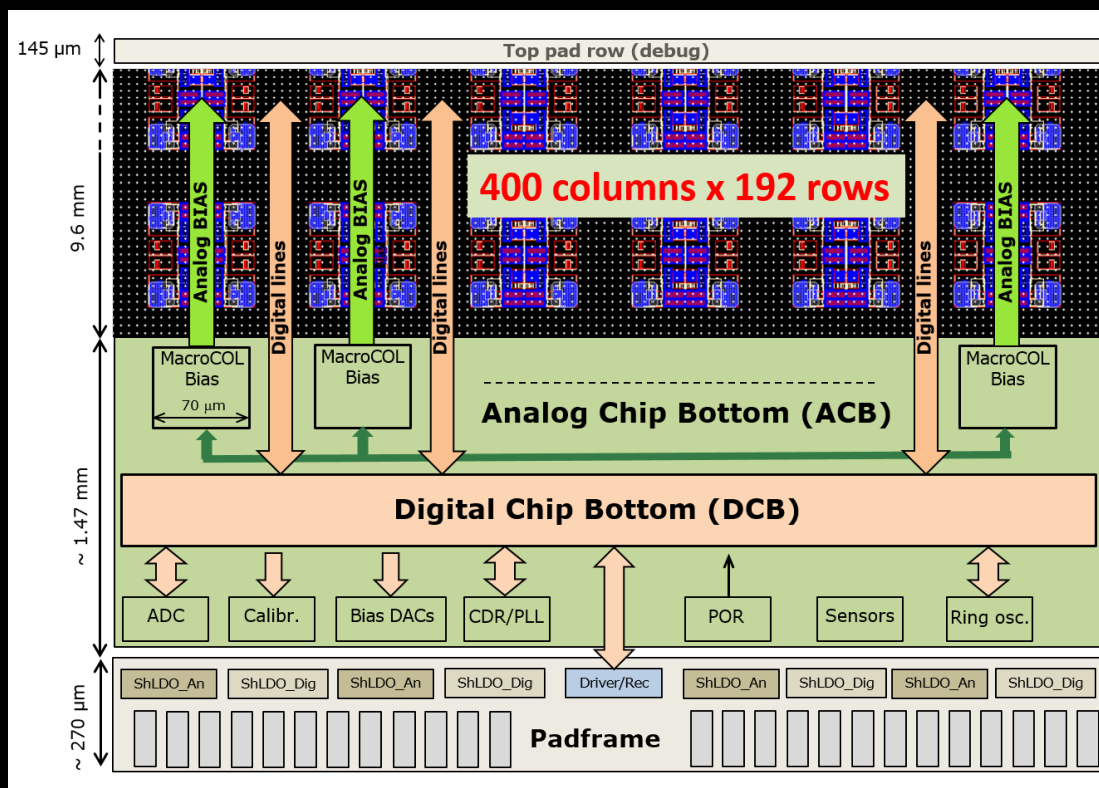 145 µm
Top pad row (debug)
9.6 mm
Analog BIAS
Digital lines
Analog BIAS
Digital lines
400 columns x 192 rows
Digital lines
Analog BIAS
~ 1.47 mm
MacroCOL
Bias
70 µm
MacroCOL
Bias
MacroCOL
Bias
Analog Chip Bottom (ACB)
Digital Chip Bottom (DCB)
ADC
Calibr.
Bias DACs
CDR/PLL
POR
Sensors
Ring osc.
~ 270 µm
ShLDO_An
ShLDO_Dig
ShLDO_An
ShLDO_Dig
Driver/Rec
ShLDO_An
ShLDO_Dig
ShLDO_An
ShLDO_Dig
Padframe